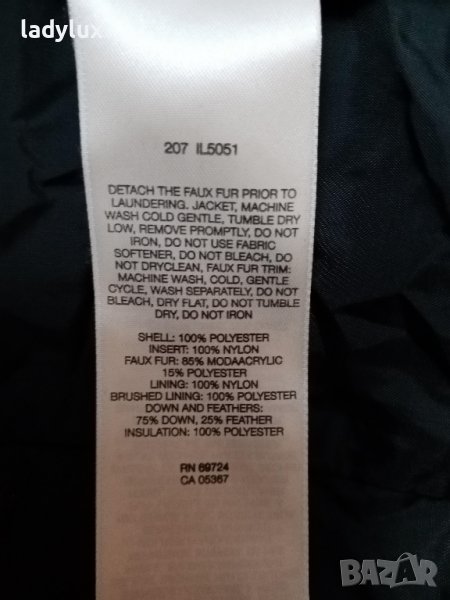 ladylux
207 IL5051
DETACH THE FAUX FUR PRIOR TO
LAUNDERING. JACKET, MACHINE
WASH COLD GENTLE, TUMBLE DRY
LOW, REMOVE PROMPTLY, DO NOT
IRON, DO NOT USE FABRIC
SOFTENER, DO NOT BLEACH, DO
NOT DRYCLEAN, FAUX FUR TRIM:
MACHINE WASH, COLD, GENTLE
CYCLE, WASH SEPARATELY, DO NOT
BLEACH, DRY FLAT, DO NOT TUMBLE
DRY, DO NOT IRON
SHELL: 100% POLYESTER
INSERT: 100% NYLON
FAUX FUR: 85% MODAACRYLIC
15% POLYESTER
LINING: 100% NYLON
BRUSHED LINING: 100% POLYESTER
DOWN AND FEATHERS:
75% DOWN, 25% FEATHER
INSULATION: 100% POLYESTER
RN 69724
CA 05367
BAZAR